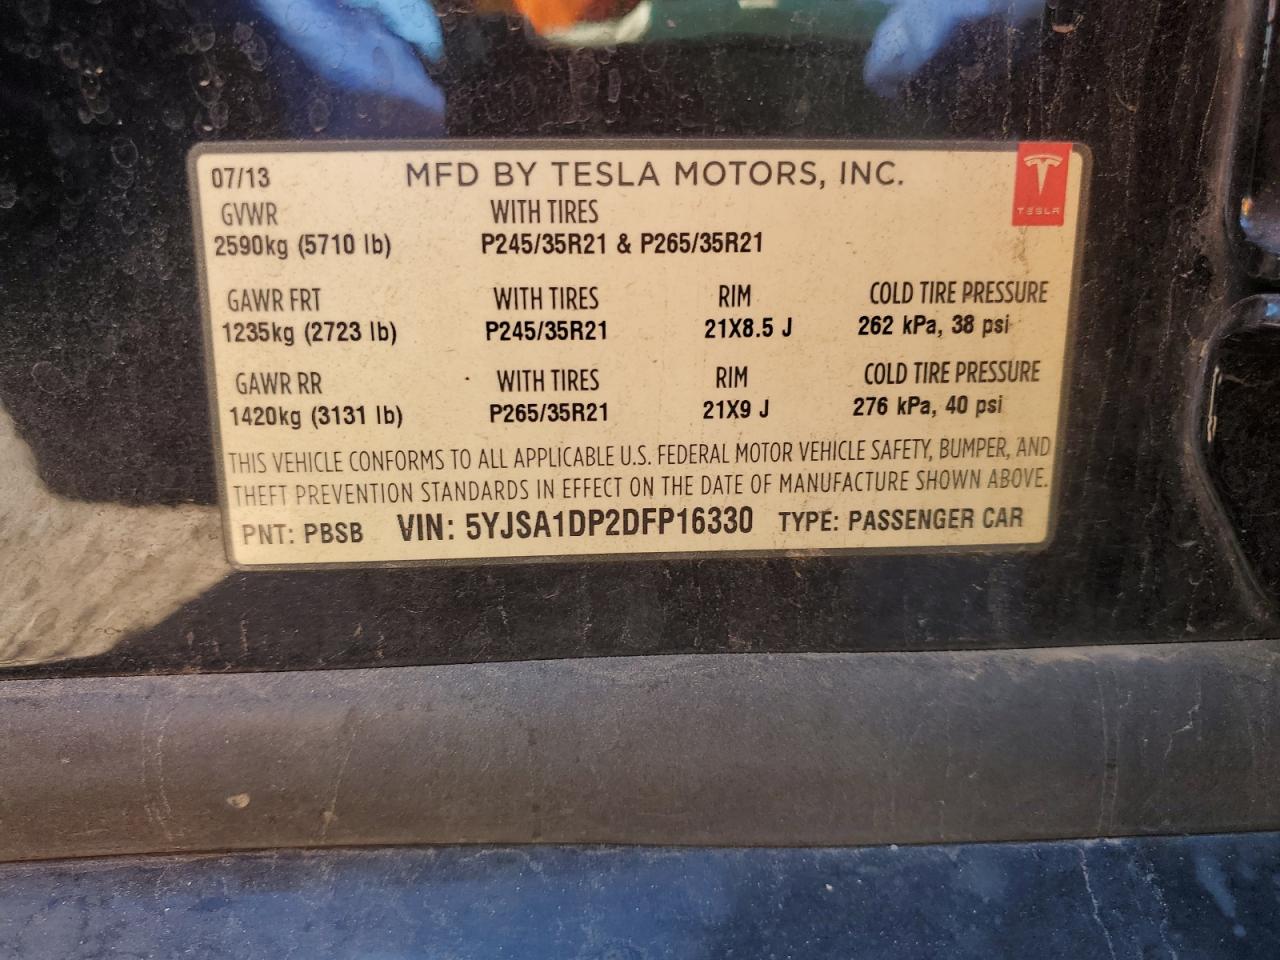 07/13 MFD BY TESLA MOTORS, INC.
TESLA
GVWR WITH TIRES
2590kg (5710 lb) P245/35R21 & P265/35R21
GAWR FRT WITH TIRES RIM COLD TIRE PRESSURE
1235kg (2723 lb) P245/35R21 21X8.5 J 262 kPa, 38 psi
GAWR RR WITH TIRES RIM COLD TIRE PRESSURE
1420kg (3131 lb) P265/35R21 21X9 J 276 kPa, 40 psi
THIS VEHICLE CONFORMS TO ALL APPLICABLE U.S. FEDERAL MOTOR VEHICLE SAFETY, BUMPER, AND
THEFT PREVENTION STANDARDS IN EFFECT ON THE DATE OF MANUFACTURE SHOWN ABOVE.
PNT: PBSB VIN: 5YJSA1DP2DFP16330 TYPE: PASSENGER CAR